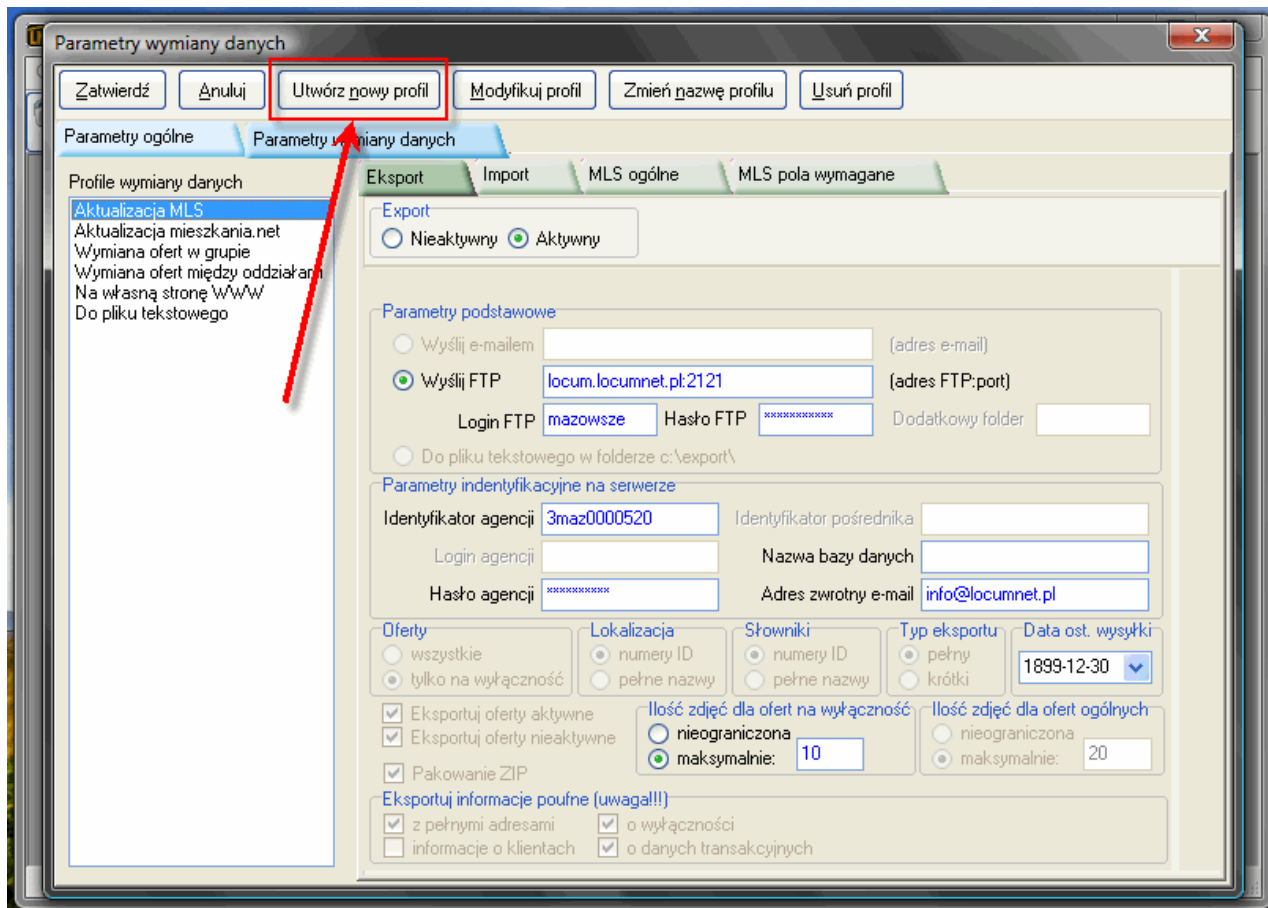 Parametry wymiany danych
Zatwierdź Anuluj Utwórz nowy profil Modyfikuj profil Zmień nazwę profilu Usuń profil
Parametry ogólne Parametry wymiany danych
Profile wymiany danych
Aktualizacja MLS
Aktualizacja mieszkania.net
Wymiana ofert w grupie
Wymiana ofert między oddziałam
Na własną stronę WWW
Do pliku tekstowego
Eksport Import MLS ogólne MLS pola wymagane
Export
Nieaktywny Aktywny
Parametry podstawowe
Wyślij e-mailem (adres e-mail)
Wyślij FTP locum.locumnet.pl:2121 (adres FTP:port)
Login FTP mazowsze Hasło FTP *********** Dodatkowy folder
Do pliku tekstowego w folderze c:\export\
Parametry indentyfikacyjne na serwerze
Identyfikator agencji 3maz0000520 Identyfikator pośrednika
Login agencji Nazwa bazy danych
Hasło agencji ********** Adres zwrotny e-mail info@locumnet.pl
Oferty Lokalizacja Słowniki Typ eksportu Data ost. wysyłki
wszystkie numery ID numery ID pełny 1899-12-30
tylko na wyłączność pełne nazwy pełne nazwy krótki
Eksportuj oferty aktywne Ilość zdjęć dla ofert na wyłączność Ilość zdjęć dla ofert ogólnych
Eksportuj oferty nieaktywne nieograniczona nieograniczona
maksymalnie: 10 maksymalnie: 20
Pakowanie ZIP
Eksportuj informacje poufne (uwaga!!!)
z pełnymi adresami o wyłączności
informacje o klientach o danych transakcyjnych